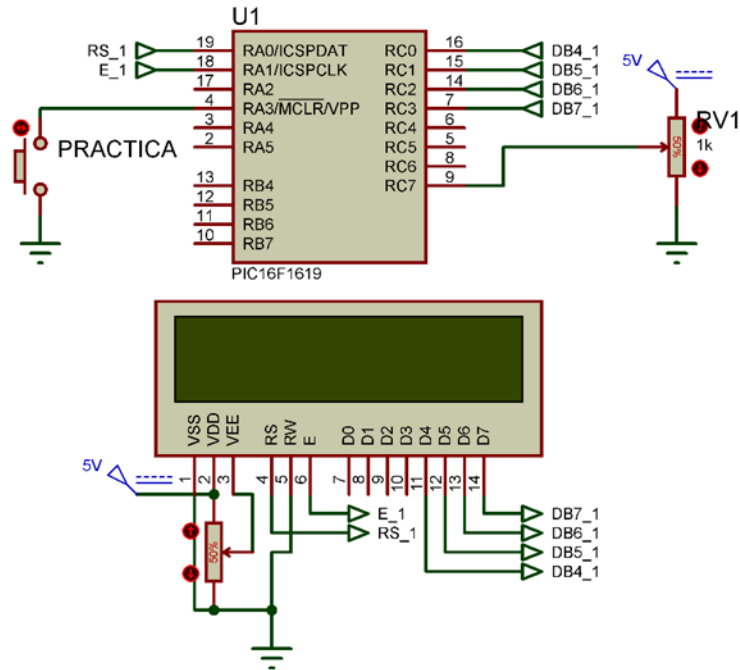 U1
RS_1 19 RA0/ICSPDAT RC0 16 DB4_1
E_1 18 RA1/ICSPCLK RC1 15 DB5_1
17 RA2 RC2 14 DB6_1
4 RA3/MCLR/VPP RC3 7 DB7_1
3 RA4 RC4 6
2 RA5 RC5 5
RC6 8
13 RB4 RC7 9
12 RB5
11 RB6
10 RB7
PIC16F1619
PRACTICA
5V
RV1
1k
50%
VSS VDD VEE RS RW E D0 D1 D2 D3 D4 D5 D6 D7
1 2 3 4 5 6 7 8 9 10 11 12 13 14
5V
50%
E_1
RS_1
DB7_1
DB6_1
DB5_1
DB4_1